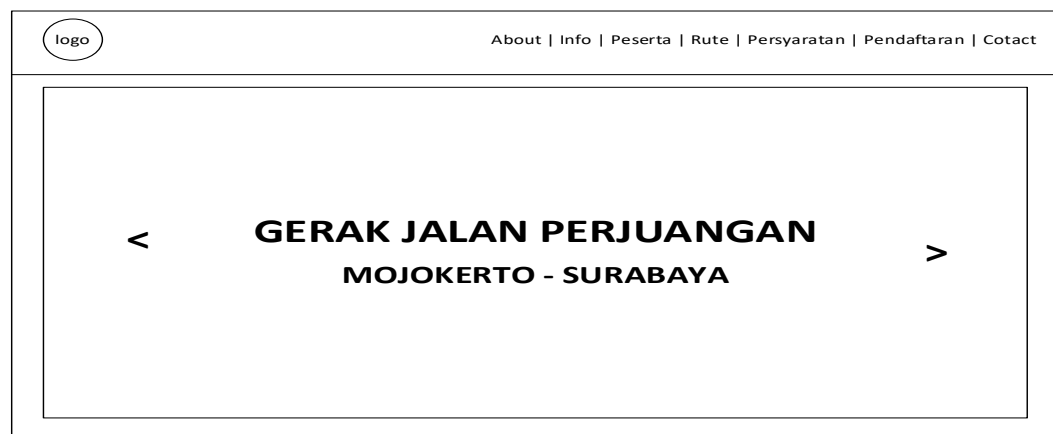 logo
About | Info | Peserta | Rute | Persyaratan | Pendaftaran | Cotact
< GERAK JALAN PERJUANGAN >
MOJOKERTO - SURABAYA